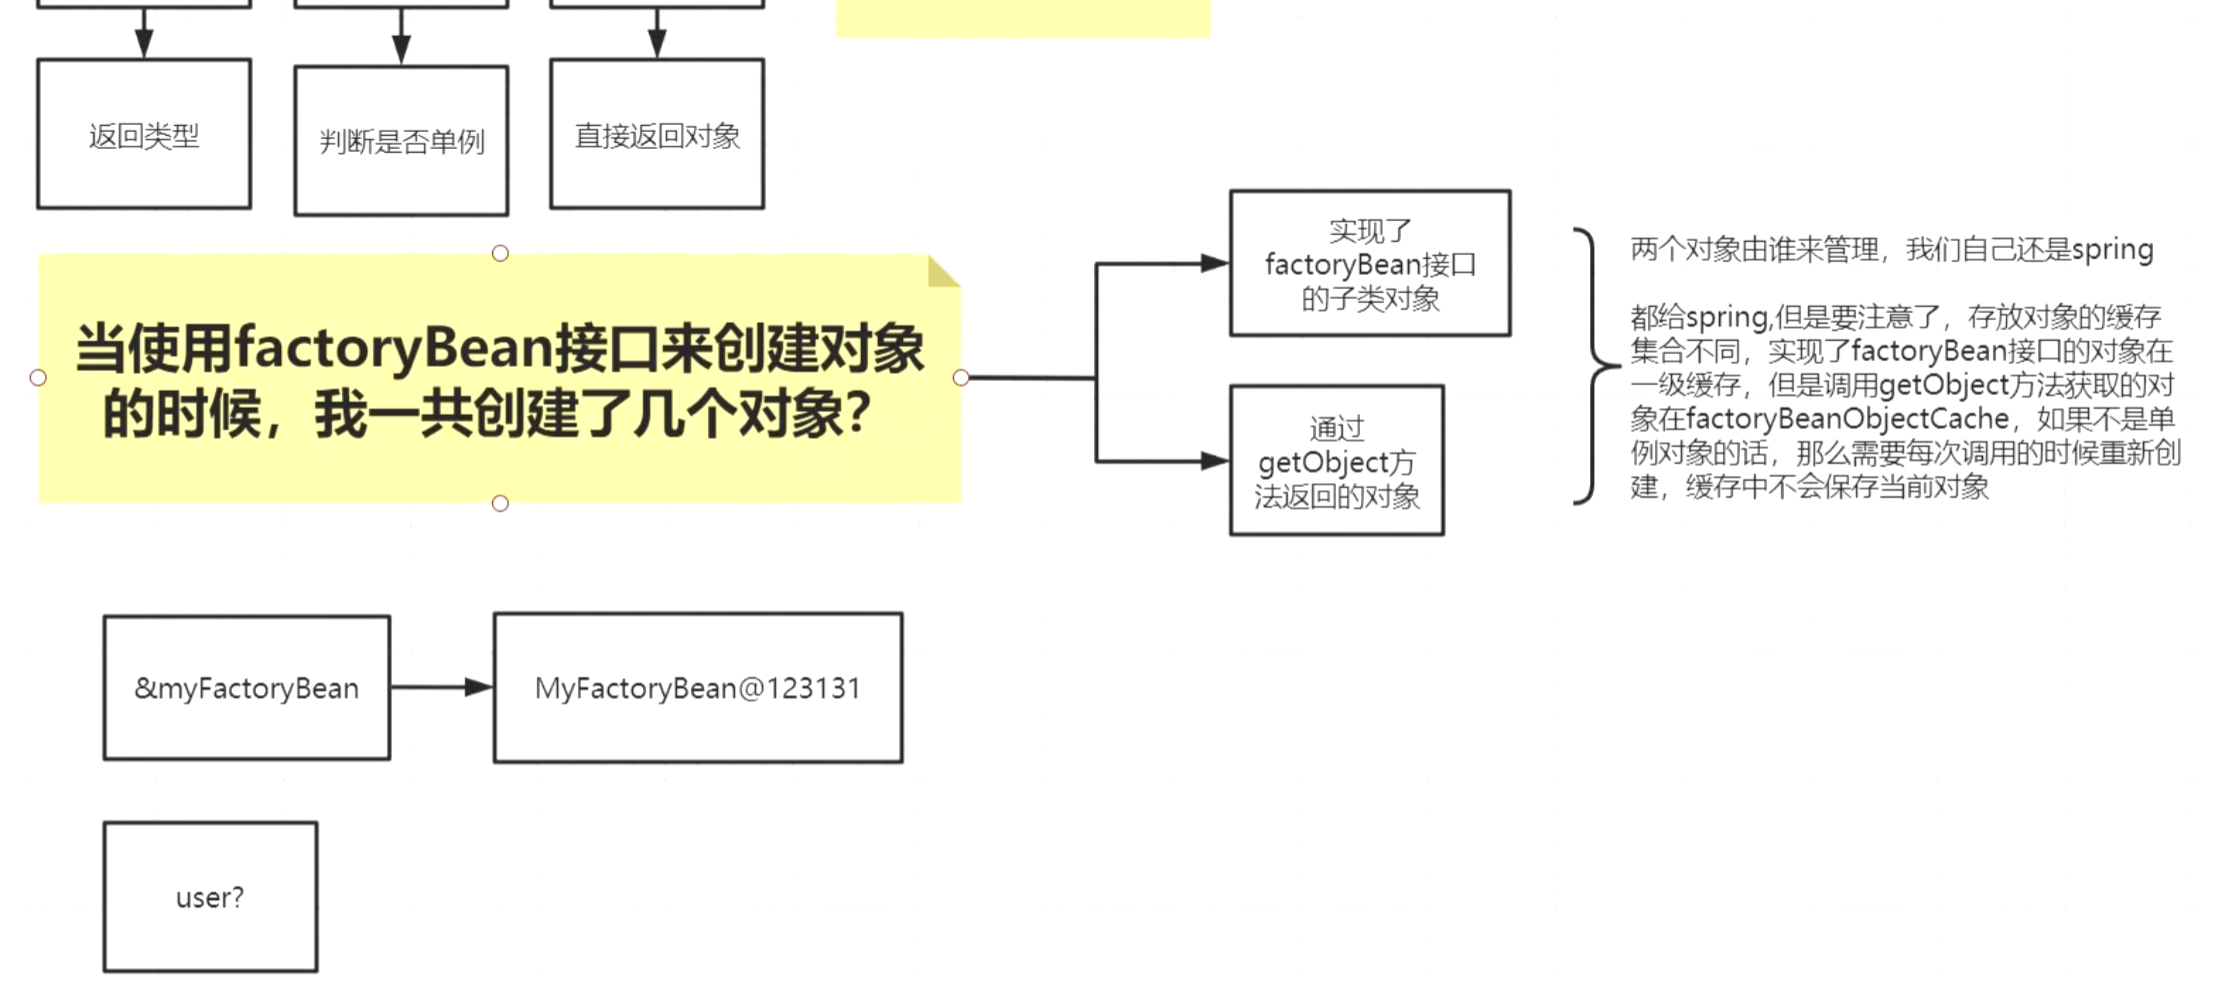 返回类型
判断是否单例
直接返回对象
当使用factoryBean接口来创建对象
的时候，我一共创建了几个对象？
实现了
factoryBean接口
的子类对象
通过
getObject方
法返回的对象
两个对象由谁来管理，我们自己还是spring
都给spring,但是要注意了，存放对象的缓存
集合不同，实现了factoryBean接口的对象在
一级缓存，但是调用getObject方法获取的对
象在factoryBeanObjectCache，如果不是单
例对象的话，那么需要每次调用的时候重新创
建，缓存中不会保存当前对象
&myFactoryBean
MyFactoryBean@123131
user?